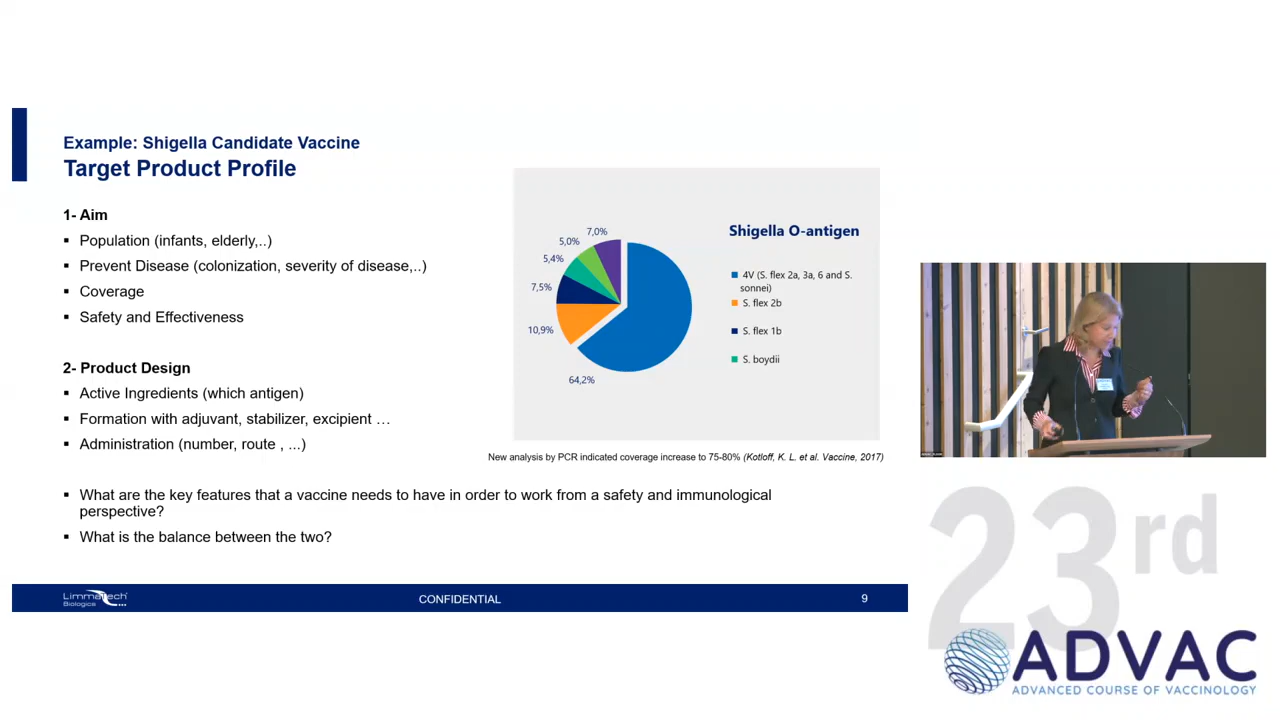 Example: Shigella Candidate Vaccine
Target Product Profile
1- Aim
▪ Population (infants, elderly,..)
▪ Prevent Disease (colonization, severity of disease,..)
▪ Coverage
▪ Safety and Effectiveness
2- Product Design
▪ Active Ingredients (which antigen)
▪ Formation with adjuvant, stabilizer, excipient …
▪ Administration (number, route , ...)
▪ What are the key features that a vaccine needs to have in order to work from a safety and immunological
perspective?
▪ What is the balance between the two?
Shigella O-antigen
7,0%
5,0%
5,4%
7,5%
10,9%
64,2%
4V (S. flex 2a, 3a, 6 and S.
sonnei)
S. flex 2b
S. flex 1b
S. boydii
New analysis by PCR indicated coverage increase to 75-80% (Kotloff, K. L. et al. Vaccine, 2017)
LimmaTech
Biologics
CONFIDENTIAL
9
23rd
ADVAC
ADVANCED COURSE OF VACCINOLOGY